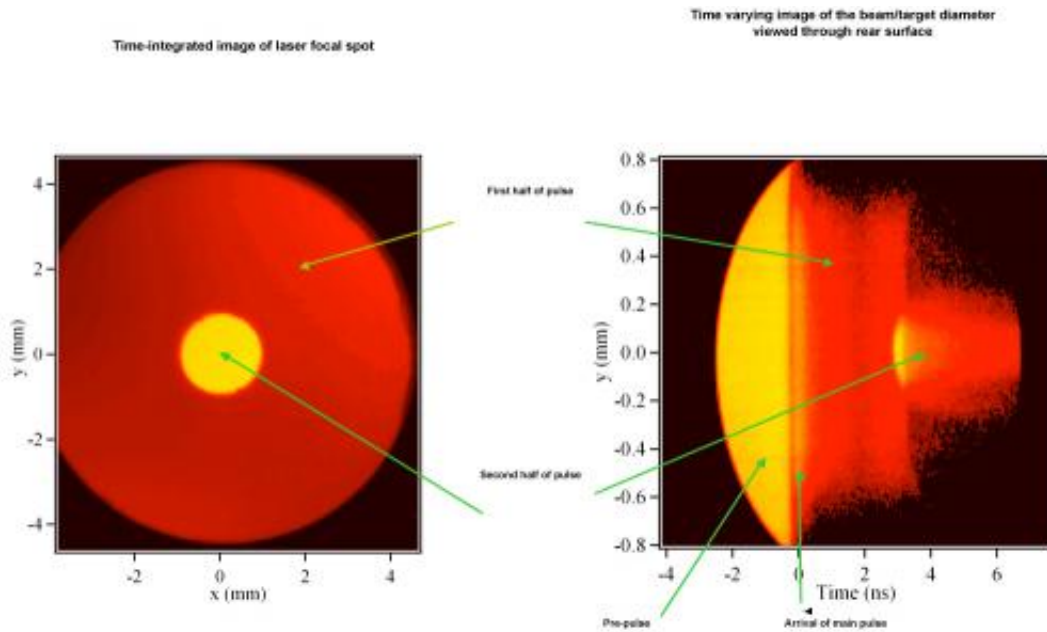 Time-integrated image of laser focal spot
Time varying image of the beam/target diameter
viewed through rear surface
First half of pulse
Second half of pulse
Pre-pulse
Arrival of main pulse
y (mm)
4
2
0
-2
-4
-2
0
2
4
x (mm)
y (mm)
0.8
0.6
0.4
0.2
0.0
-0.2
-0.4
-0.6
-0.8
-4
-2
0
2
4
6
Time (ns)